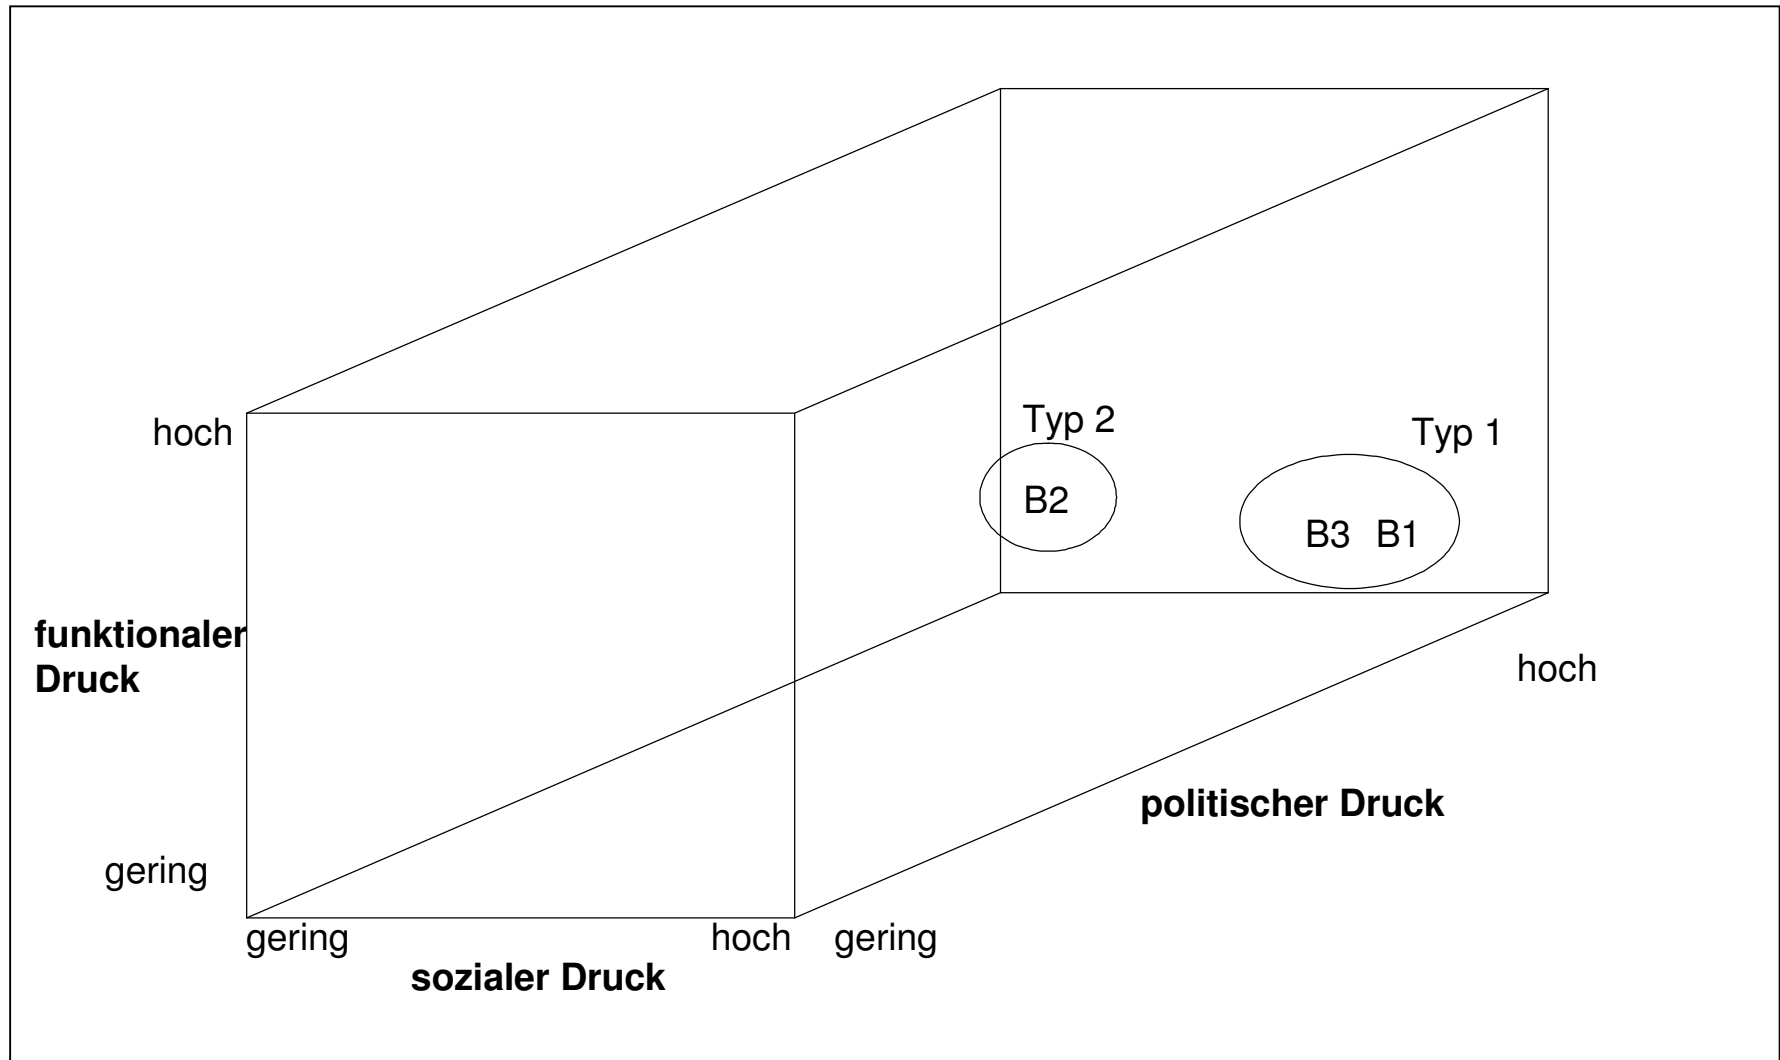 Typ 2
Typ 1
hoch
B2
B3 B1
funktionaler
Druck
hoch
politischer Druck
gering
gering
hoch
gering
sozialer Druck